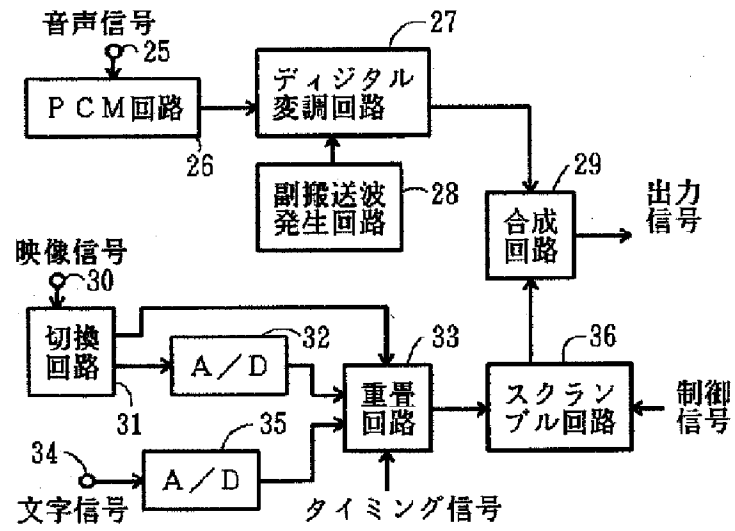 音声信号
25
27
PCM回路
26
ディジタル
変調回路
副搬送波
発生回路
28
29
合成
回路
出力
信号
映像信号
30
切換
回路
31
32
A/D
33
重畳
回路
36
スクラン
ブル回路
制御
信号
34
35
A/D
文字信号
タイミング信号